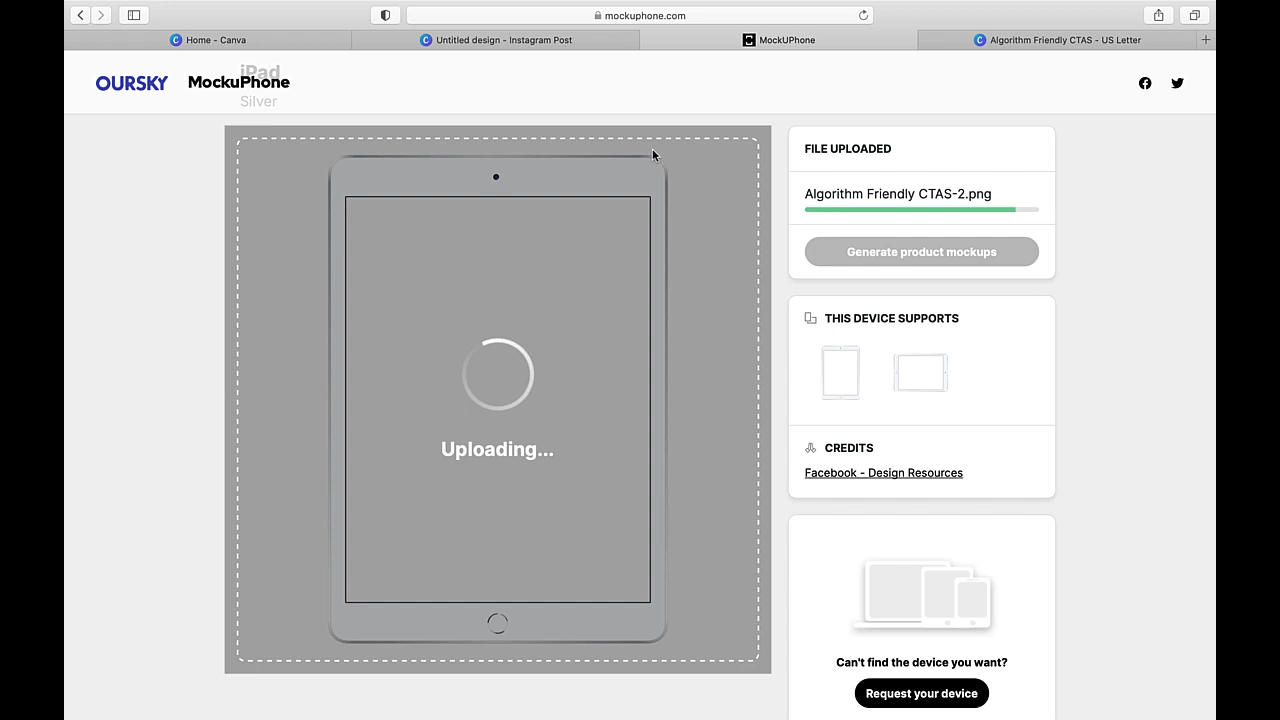 mockuphone.com
Home - Canva
Untitled design - Instagram Post
MockUPhone
Algorithm Friendly CTAS - US Letter
iPad
OURSKY
MockuPhone
Silver
FILE UPLOADED
Algorithm Friendly CTAS-2.png
Generate product mockups
THIS DEVICE SUPPORTS
Uploading...
CREDITS
Facebook - Design Resources
Can't find the device you want?
Request your device